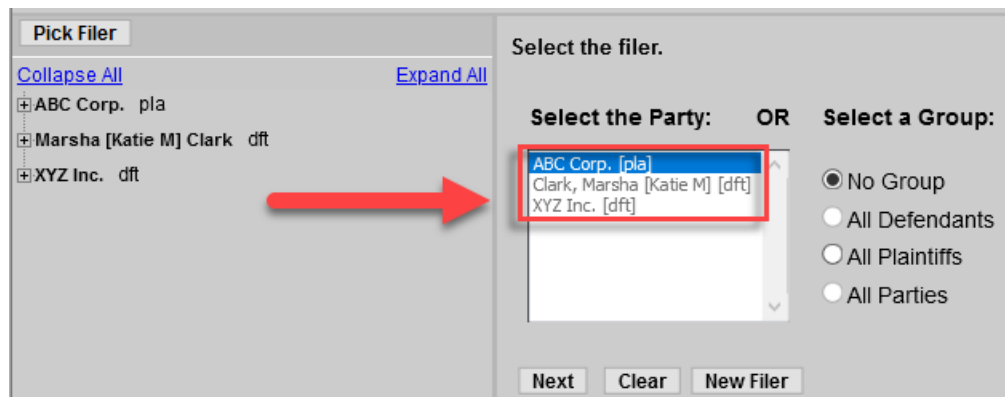 Pick Filer
Collapse All Expand All
ABC Corp. pla
Marsha [Katie M] Clark dft
XYZ Inc. dft
Select the filer.
Select the Party: OR Select a Group:
ABC Corp. [pla]
Clark, Marsha [Katie M] [dft]
XYZ Inc. [dft]
No Group
All Defendants
All Plaintiffs
All Parties
Next Clear New Filer